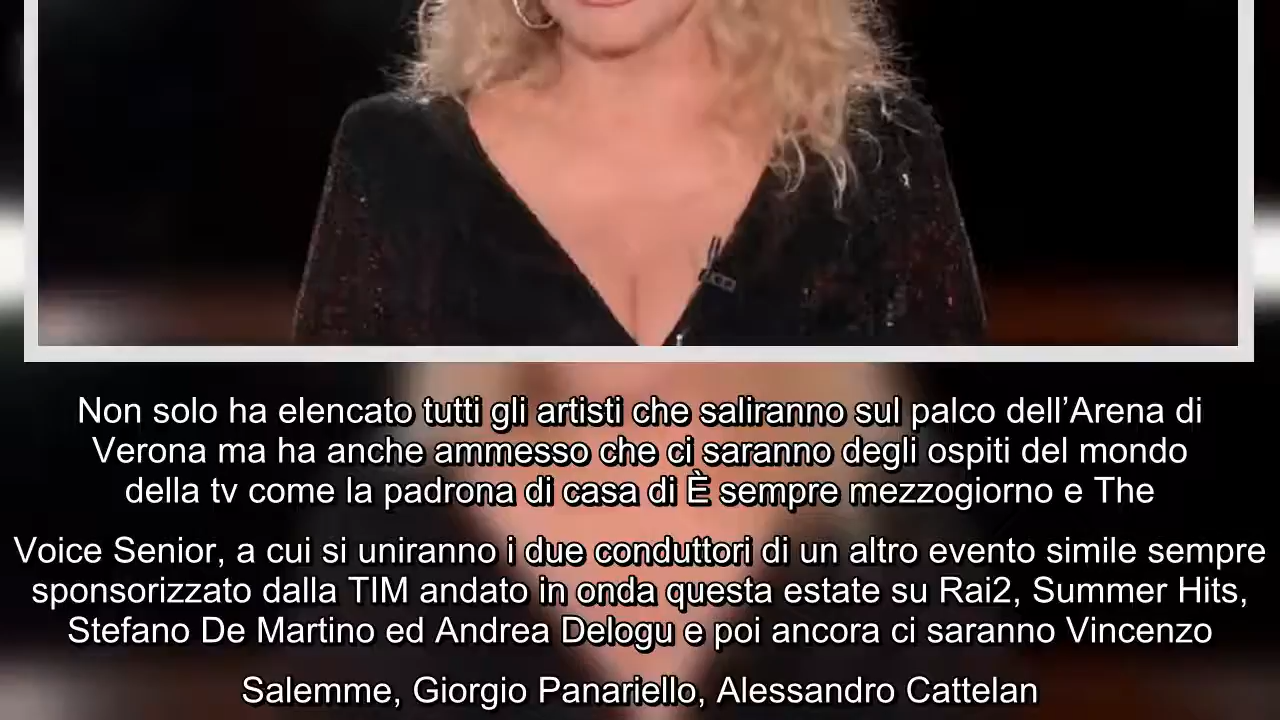 Non solo ha elencato tutti gli artisti che saliranno sul palco dell’Arena di
Verona ma ha anche ammesso che ci saranno degli ospiti del mondo
della tv come la padrona di casa di È sempre mezzogiorno e The
Voice Senior, a cui si uniranno i due conduttori di un altro evento simile sempre
sponsorizzato dalla TIM andato in onda questa estate su Rai2, Summer Hits,
Stefano De Martino ed Andrea Delogu e poi ancora ci saranno Vincenzo
Salemme, Giorgio Panariello, Alessandro Cattelan